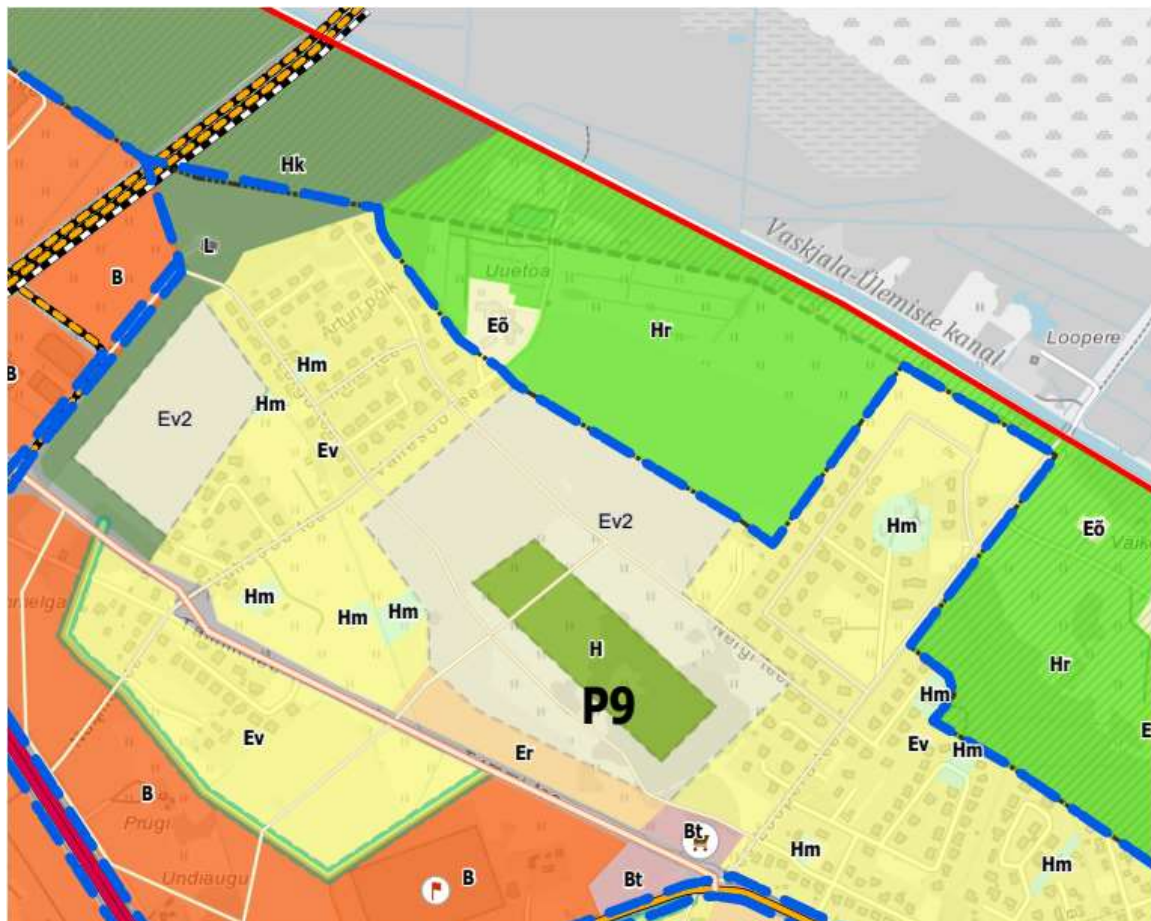 Hk
L
B
Uuetoa
Vaskjala-Ülemiste kanal
Arturi põik
Eõ
Hr
Loopere
B
Hm
Hm
Ev2
Ev
Ev2
Hm
Eõ
Hm
Hm
Hm
H
Hr
P9
Hm
Ev
Er
Ev
Hm
B
Prugi
Bt
Hm
Hm
Undiaugu
B
Bt